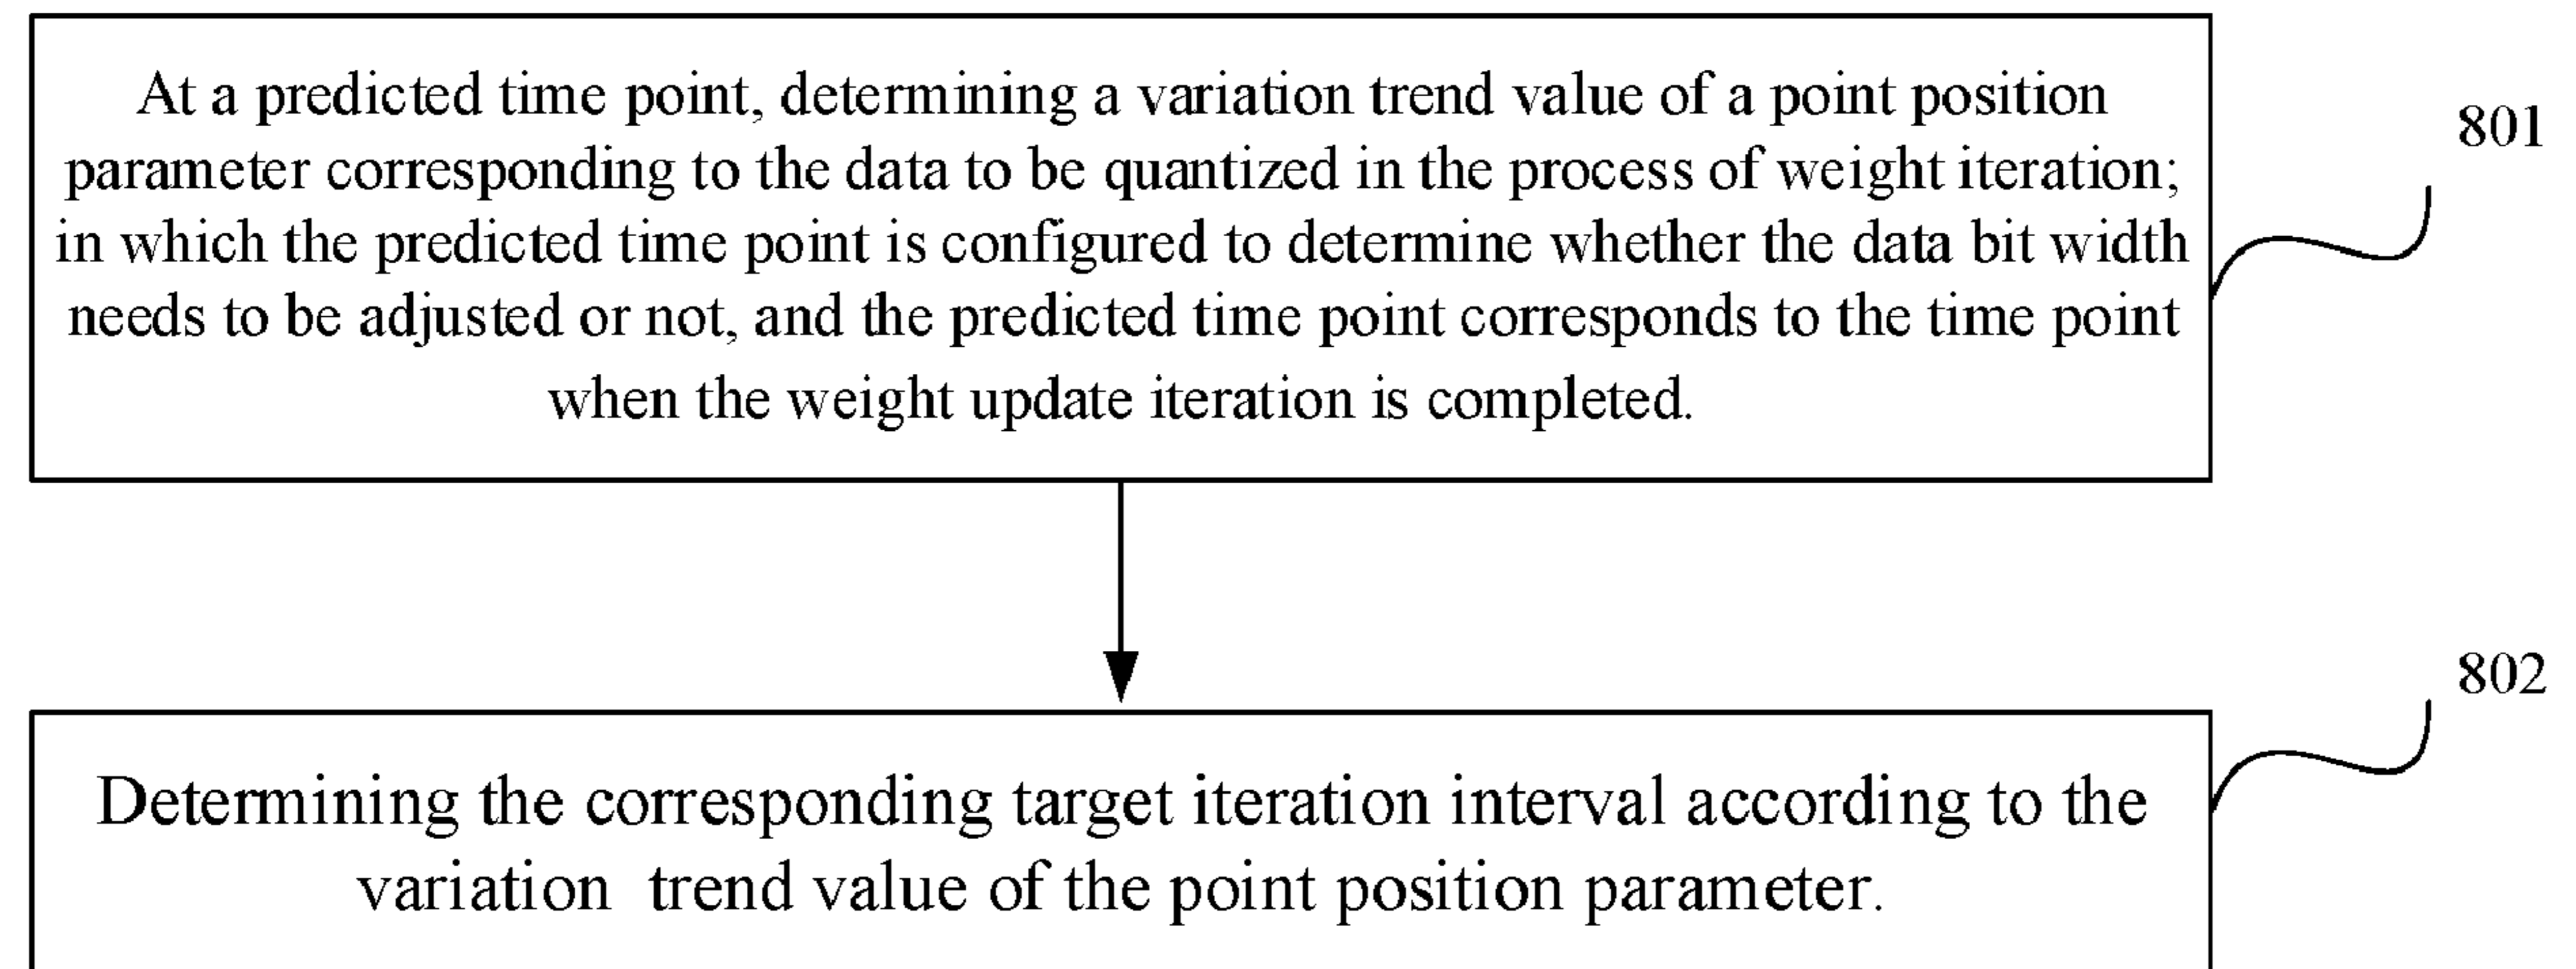 At a predicted time point, determining a variation trend value of a point position
parameter corresponding to the data to be quantized in the process of weight iteration;
in which the predicted time point is configured to determine whether the data bit width
needs to be adjusted or not, and the predicted time point corresponds to the time point
when the weight update iteration is completed.
801
802
Determining the corresponding target iteration interval according to the
variation trend value of the point position parameter.